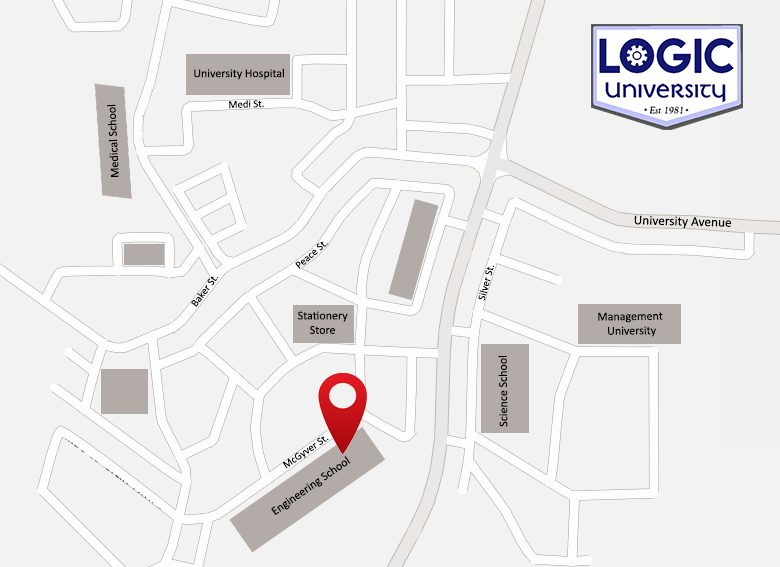 LOGIC
University
• Est 1981 •
University Hospital
Medi St.
Medical School
University Avenue
Peace St.
Baker St.
Silver St.
Stationery
Store
Management
University
Science School
McGyver St.
Engineering School